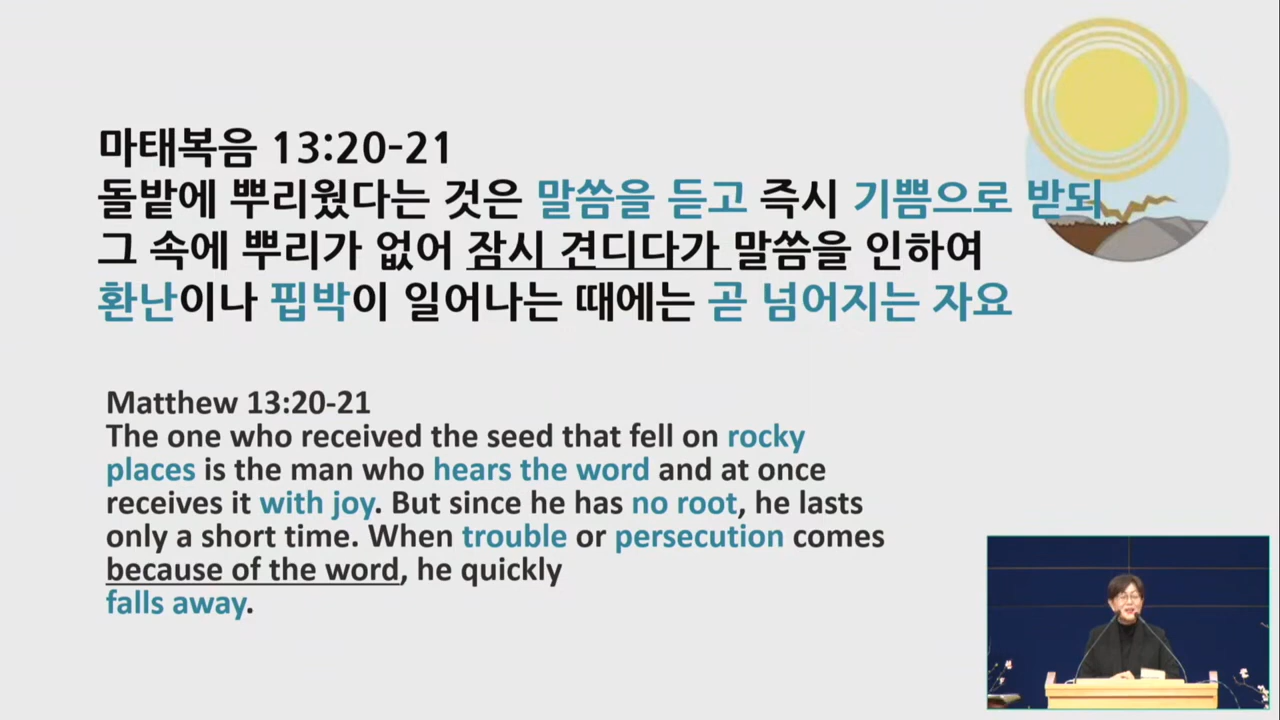 마태복음 13:20-21
돌밭에 뿌리웠다는 것은 말씀을 듣고 즉시 기쁨으로 받되
그 속에 뿌리가 없어 잠시 견디다가 말씀을 인하여
환난이나 핍박이 일어나는 때에는 곧 넘어지는 자요
Matthew 13:20-21
The one who received the seed that fell on rocky
places is the man who hears the word and at once
receives it with joy. But since he has no root, he lasts
only a short time. When trouble or persecution comes
because of the word, he quickly
falls away.